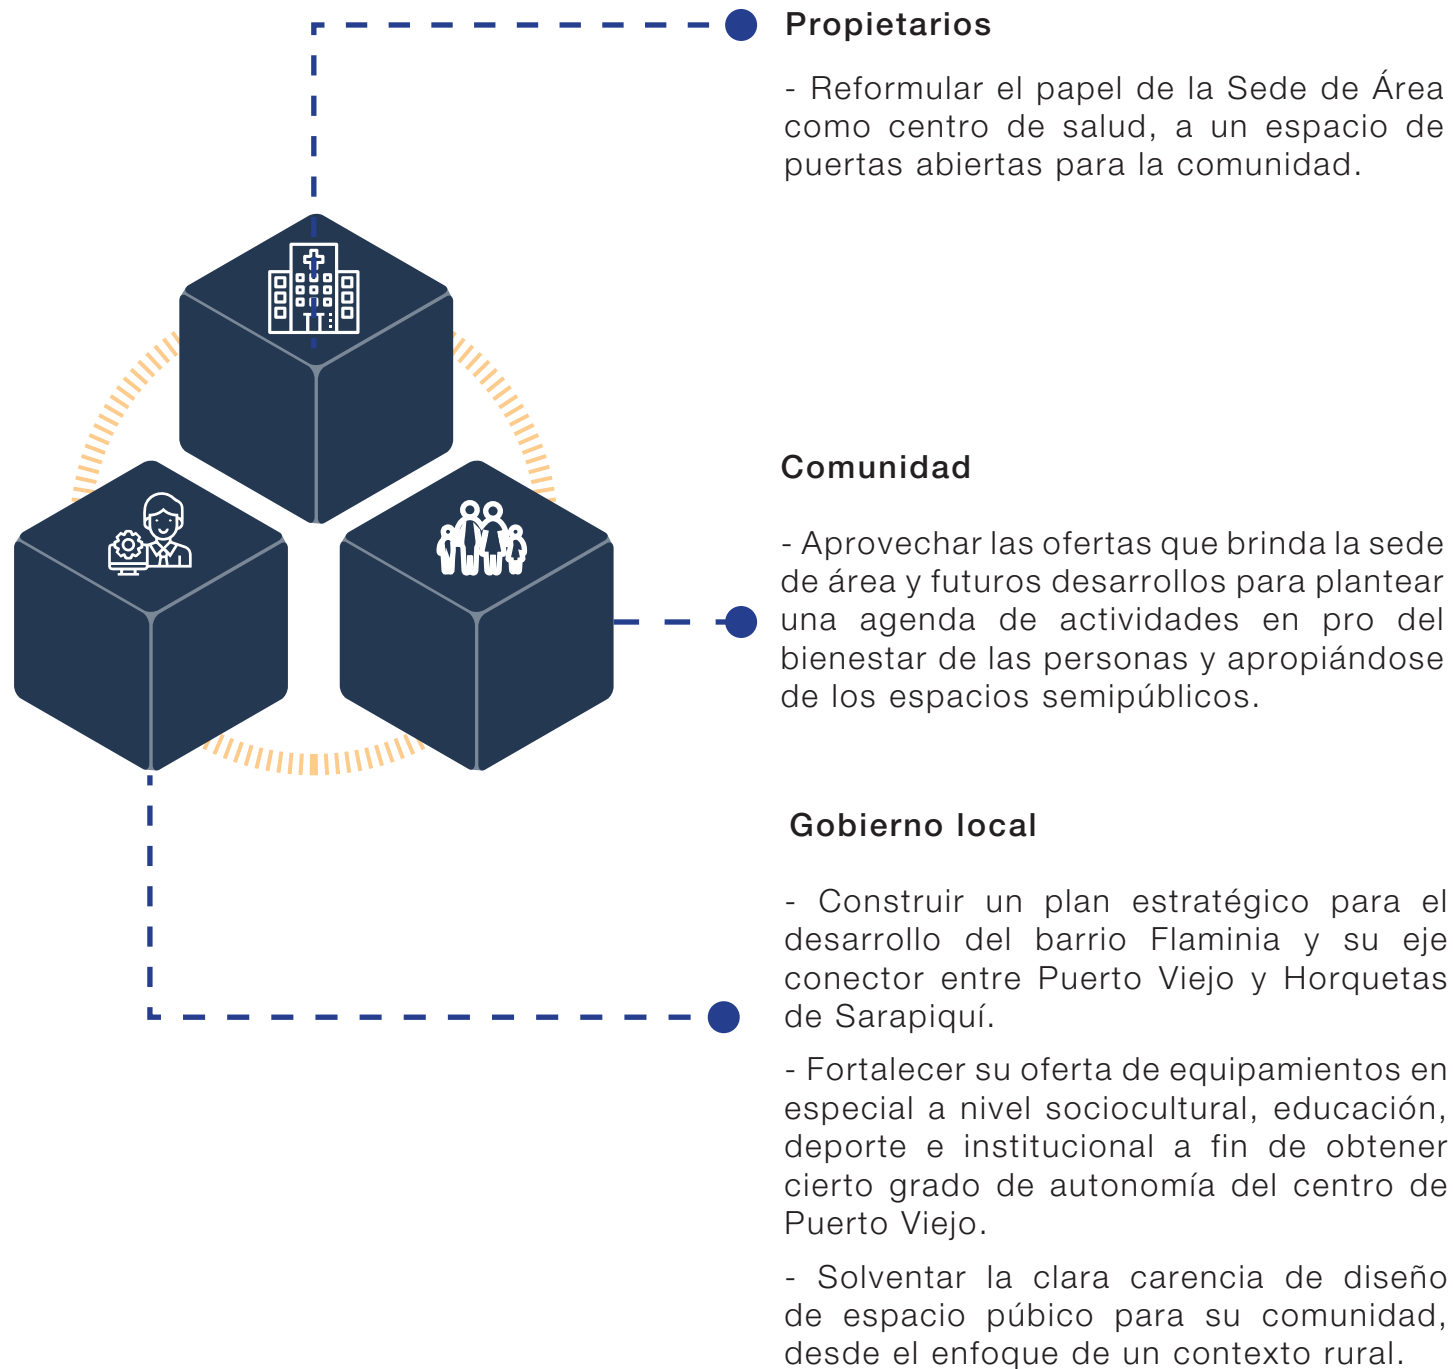 Propietarios
- Reformular el papel de la Sede de Área
como centro de salud, a un espacio de
puertas abiertas para la comunidad.
Comunidad
- Aprovechar las ofertas que brinda la sede
de área y futuros desarrollos para plantear
una agenda de actividades en pro del
bienestar de las personas y apropiándose
de los espacios semipúblicos.
Gobierno local
- Construir un plan estratégico para el
desarrollo del barrio Flaminia y su eje
conector entre Puerto Viejo y Horquetas
de Sarapiquí.
- Fortalecer su oferta de equipamientos en
especial a nivel sociocultural, educación,
deporte e institucional a fin de obtener
cierto grado de autonomía del centro de
Puerto Viejo.
- Solventar la clara carencia de diseño
de espacio púbico para su comunidad,
desde el enfoque de un contexto rural.